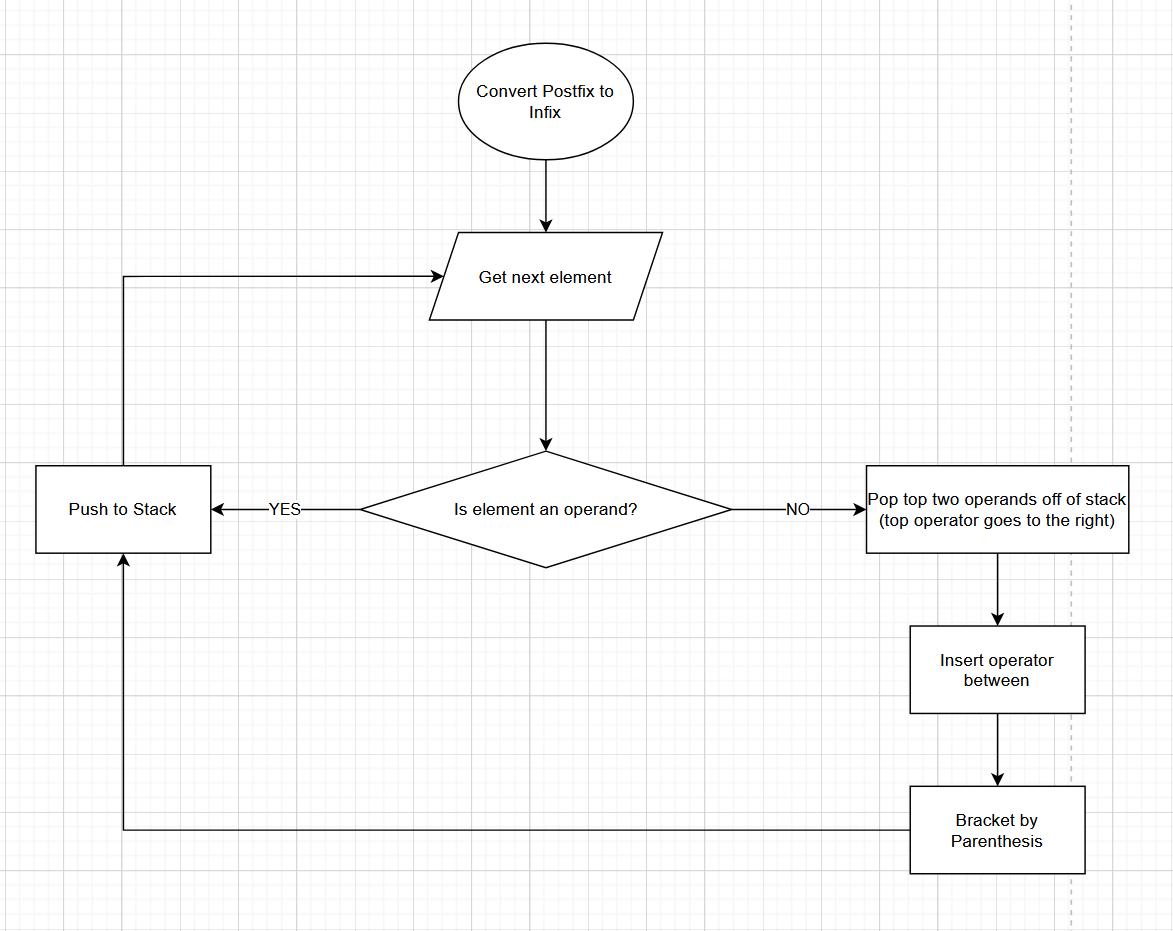 Convert Postfix to
Infix
Get next element
Push to Stack
YES
Is element an operand?
NO
Pop top two operands off of stack
(top operator goes to the right)
Insert operator
between
Bracket by
Parenthesis